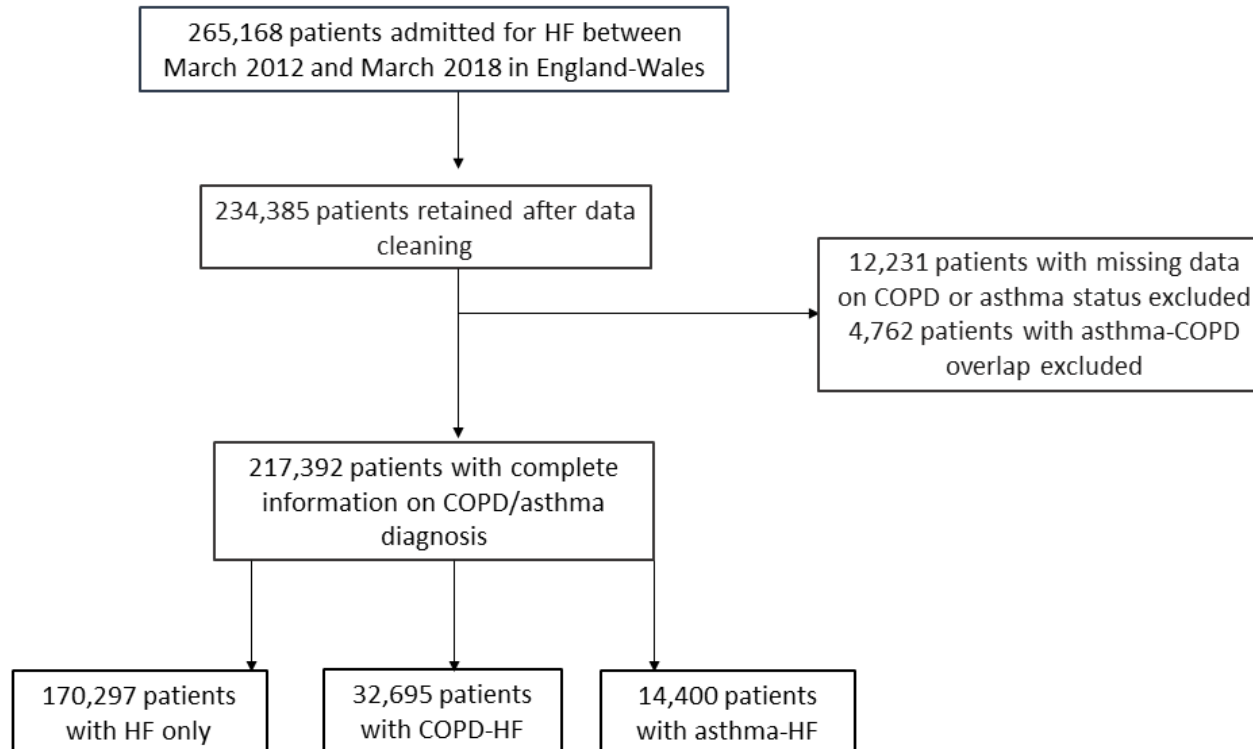 265,168 patients admitted for HF between
March 2012 and March 2018 in England-Wales
234,385 patients retained after data
cleaning
12,231 patients with missing data
on COPD or asthma status excluded
4,762 patients with asthma-COPD
overlap excluded
217,392 patients with complete
information on COPD/asthma
diagnosis
170,297 patients
with HF only
32,695 patients
with COPD-HF
14,400 patients
with asthma-HF